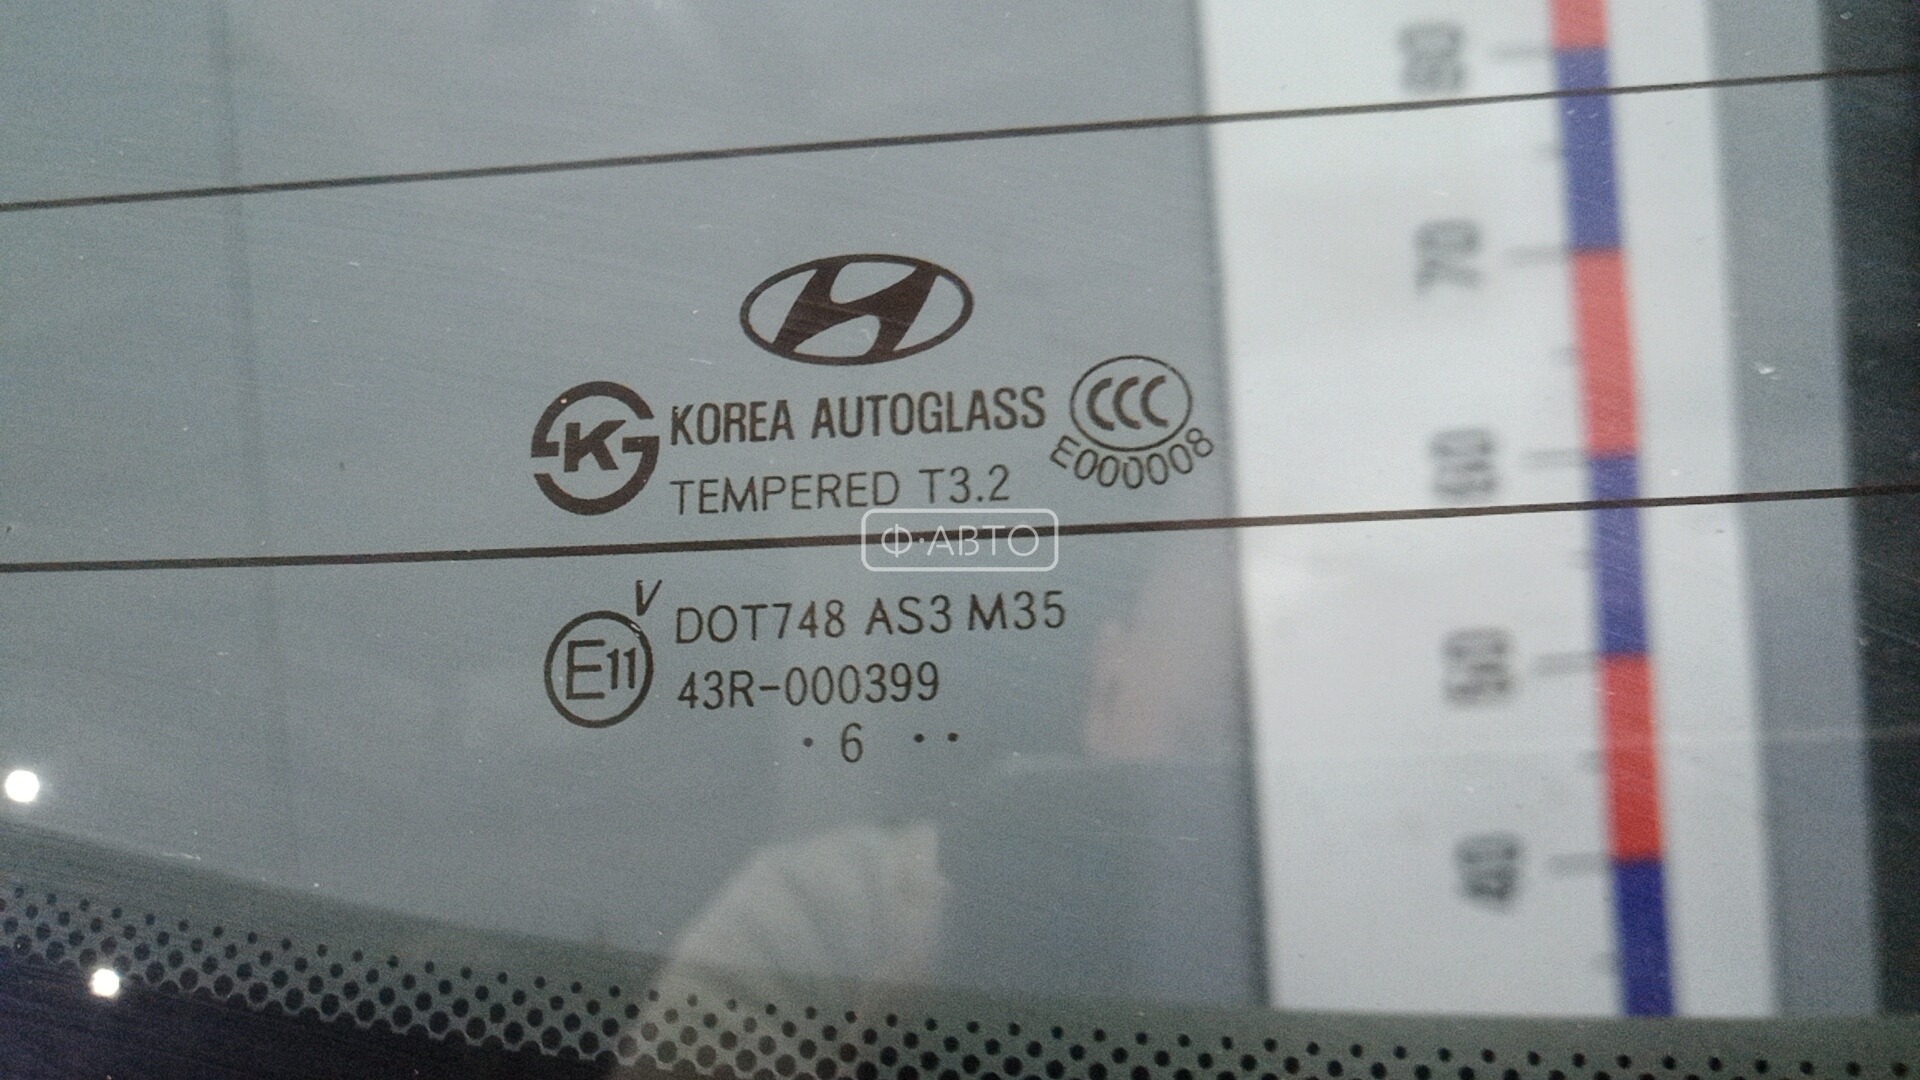 KOREA AUTOGLASS
CCC
E000008
TEMPERED T3.2
Ф·АВТО
V
E11
DOT748 AS3 M35
43R-000399
· 6 ··
70
60
50
40